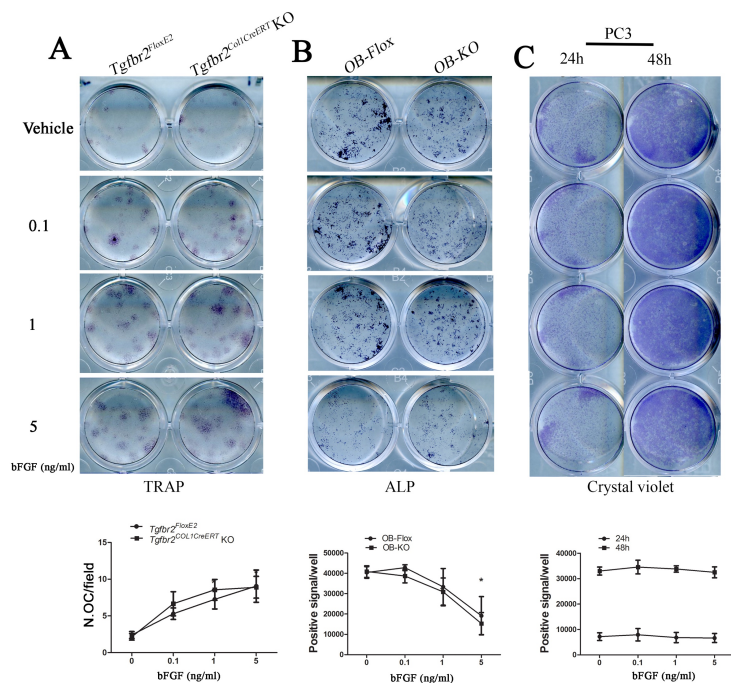 A
Tgfbr2FloxE2
Tgfbr2Col1CreERT KO
B
OB-Flox
OB-KO
C
PC3
24h
48h
Vehicle
0.1
1
5
bFGF (ng/ml)
TRAP
ALP
Crystal violet
Tgfbr2FloxE2
Tgfbr2COL1CreERT KO
N.OC/field
15
10
5
0
0
0.1
1
5
bFGF (ng/ml)
OB-Flox
OB-KO
Positive signal/well
50000
40000
30000
20000
10000
0
*
0
0.1
1
5
bFGF (ng/ml)
24h
48h
Positive signal/well
40000
30000
20000
10000
0
0
0.1
1
5
bFGF (ng/ml)